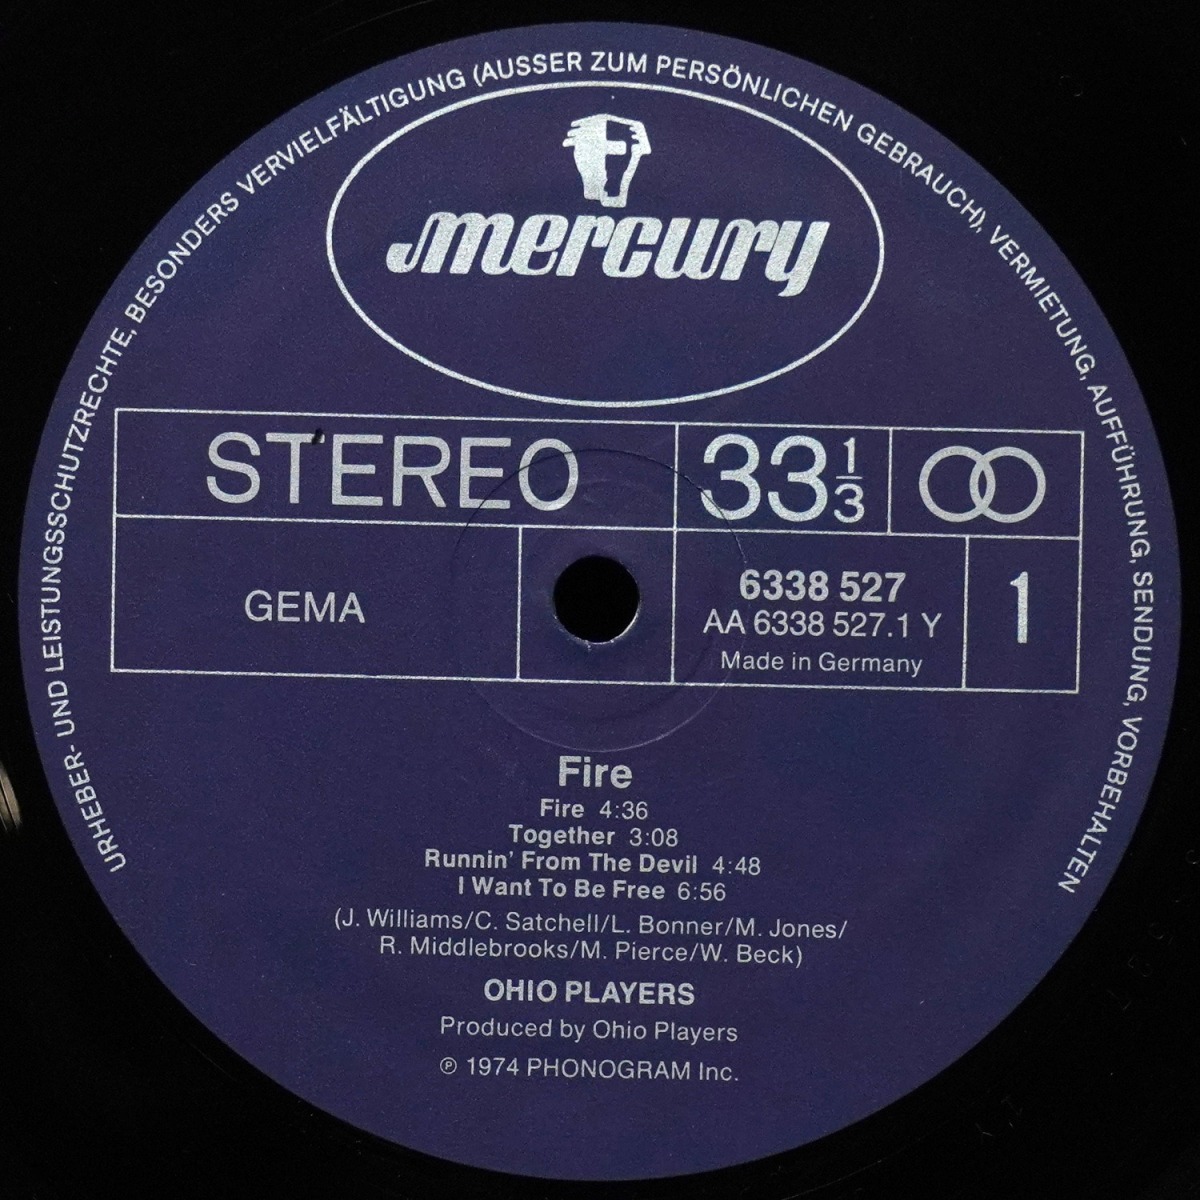 URHEBER- UND LEISTUNGSSCHUTZRECHTE, BESONDERS VERVIELFÄLTIGUNG (AUSSER ZUM PERSÖNLICHEN GEBRAUCH), VERMIETUNG, AUFFÜHRUNG, SENDUNG, VORBEHALTEN
mercury
STEREO 33 1/3
GEMA
6338 527
AA 6338 527.1 Y
Made in Germany
1
Fire
Fire 4:36
Together 3:08
Runnin' From The Devil 4:48
I Want To Be Free 6:56
(J. Williams/C. Satchell/L. Bonner/M. Jones/
R. Middlebrooks/M. Pierce/W. Beck)
OHIO PLAYERS
Produced by Ohio Players
℗ 1974 PHONOGRAM Inc.